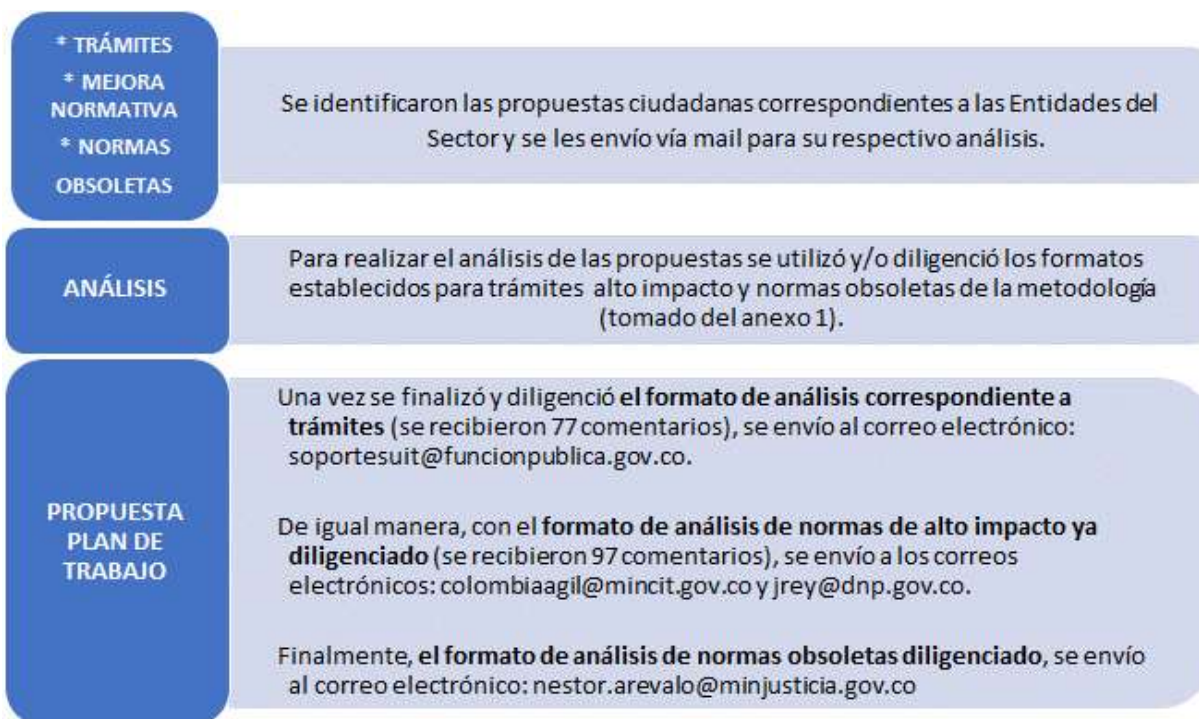 * TRÁMITES
* MEJORA
NORMATIVA
* NORMAS
OBSOLETAS
Se identificaron las propuestas ciudadanas correspondientes a las Entidades del
Sector y se les envío vía mail para su respectivo análisis.
ANÁLISIS
Para realizar el análisis de las propuestas se utilizó y/o diligenció los formatos
establecidos para trámites alto impacto y normas obsoletas de la metodología
(tomado del anexo 1).
PROPUESTA
PLAN DE
TRABAJO
Una vez se finalizó y diligenció el formato de análisis correspondiente a
trámites (se recibieron 77 comentarios), se envío al correo electrónico:
soportesuit@funcionpublica.gov.co.
De igual manera, con el formato de análisis de normas de alto impacto ya
diligenciado (se recibieron 97 comentarios), se envío a los correos
electrónicos: colombiaagil@mincit.gov.co y jrey@dnp.gov.co.
Finalmente, el formato de análisis de normas obsoletas diligenciado, se envío
al correo electrónico: nestor.arevalo@minjusticia.gov.co